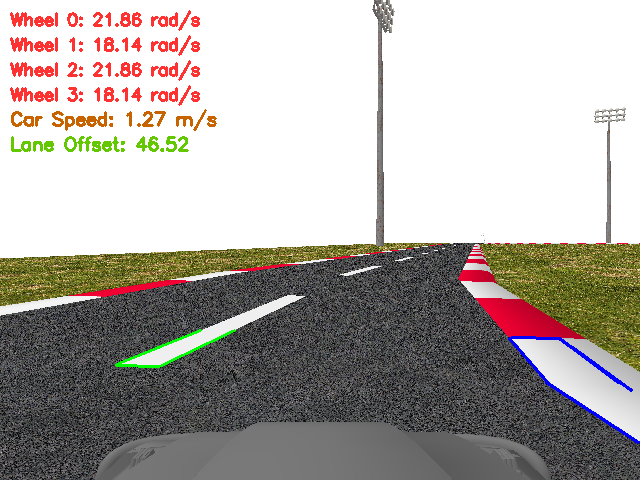 Wheel 0: 21.86 rad/s
Wheel 1: 18.14 rad/s
Wheel 2: 21.86 rad/s
Wheel 3: 18.14 rad/s
Car Speed: 1.27 m/s
Lane Offset: 46.52